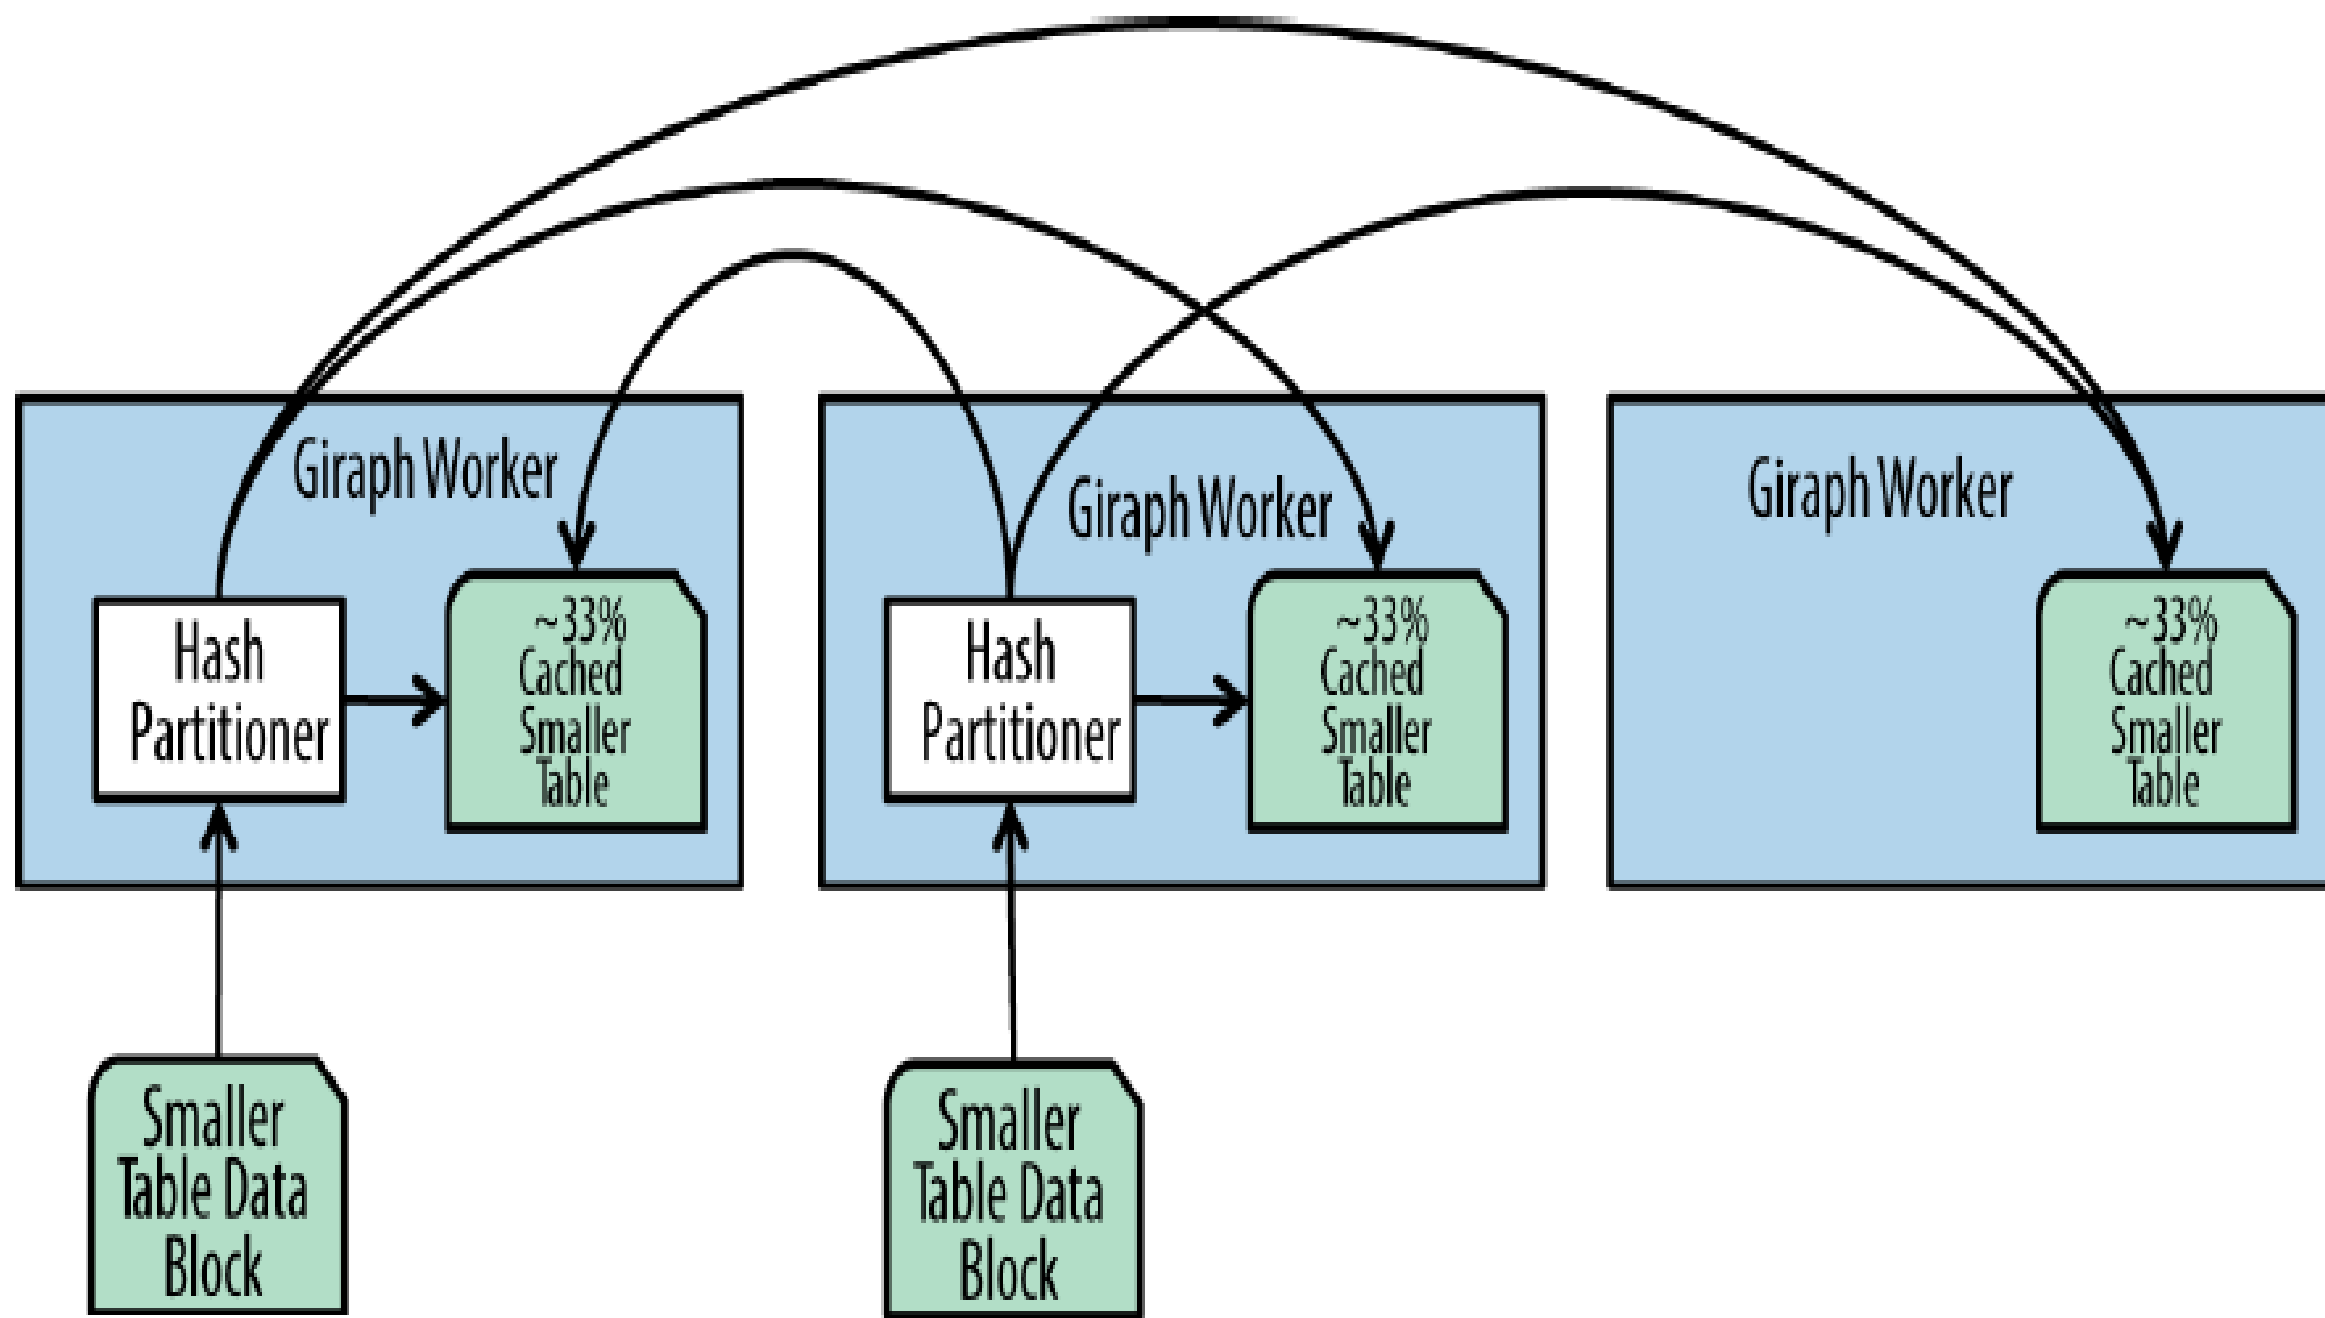 Giraph Worker
Hash
Partitioner
~33%
Cached
Smaller
Table
Giraph Worker
Hash
Partitioner
~33%
Cached
Smaller
Table
Giraph Worker
~33%
Cached
Smaller
Table
Smaller
Table Data
Block
Smaller
Table Data
Block